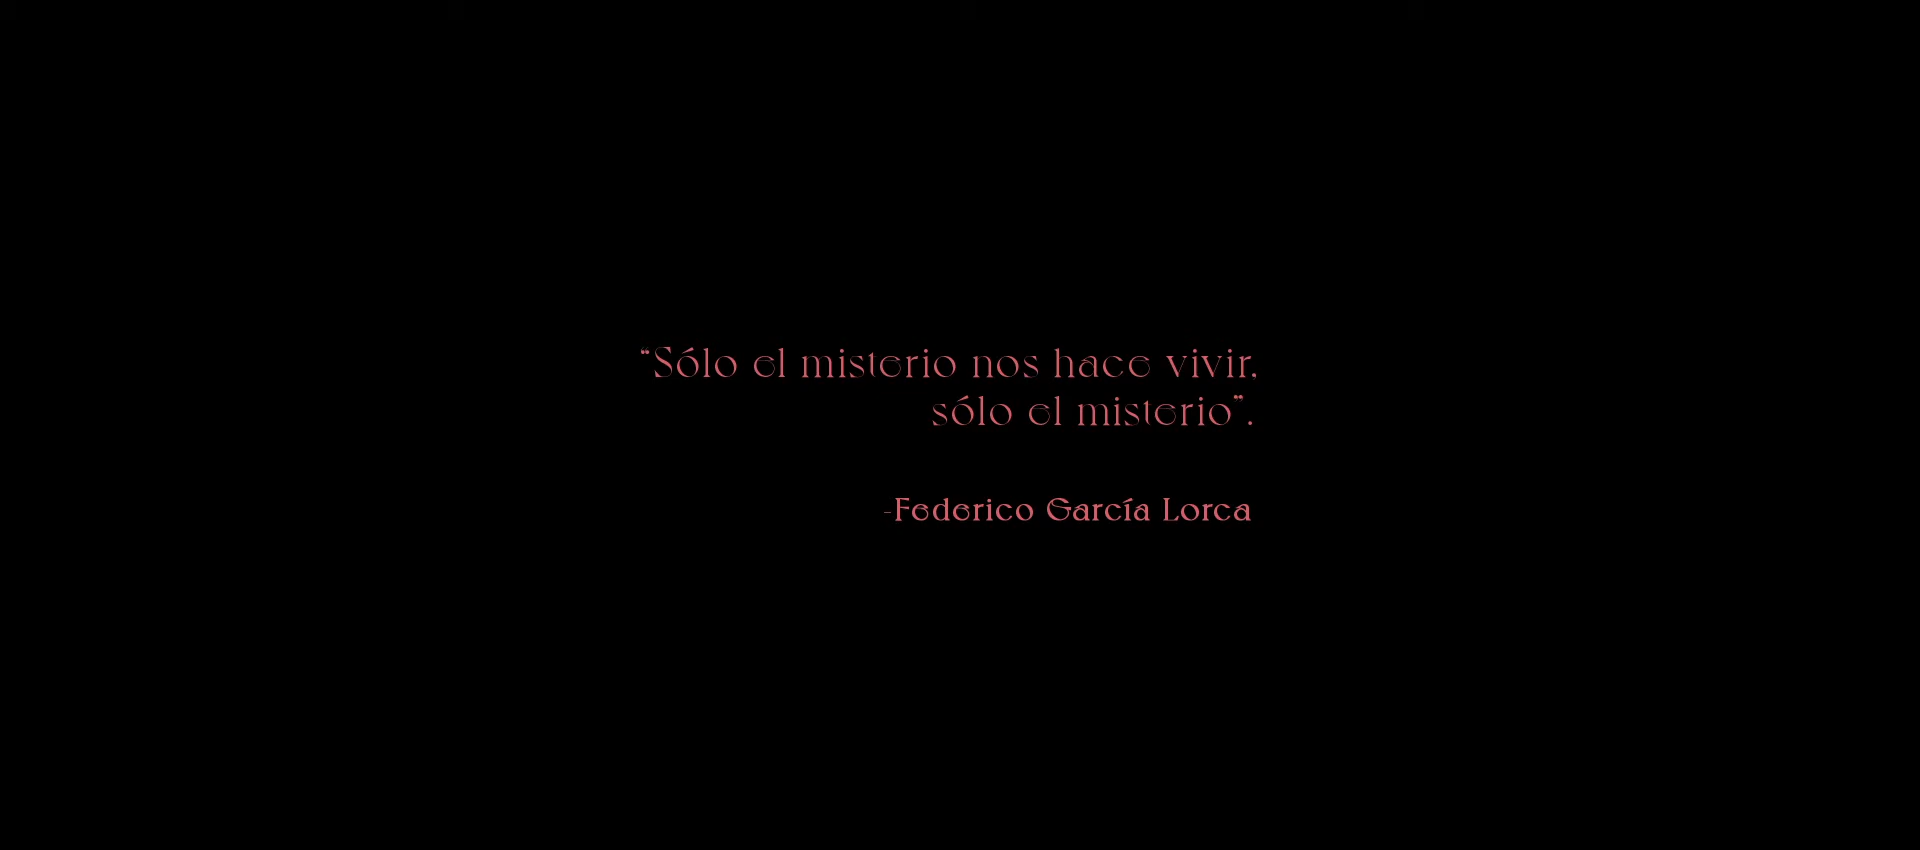 “Sólo el misterio nos hace vivir,
sólo el misterio”.
-Federico García Lorca